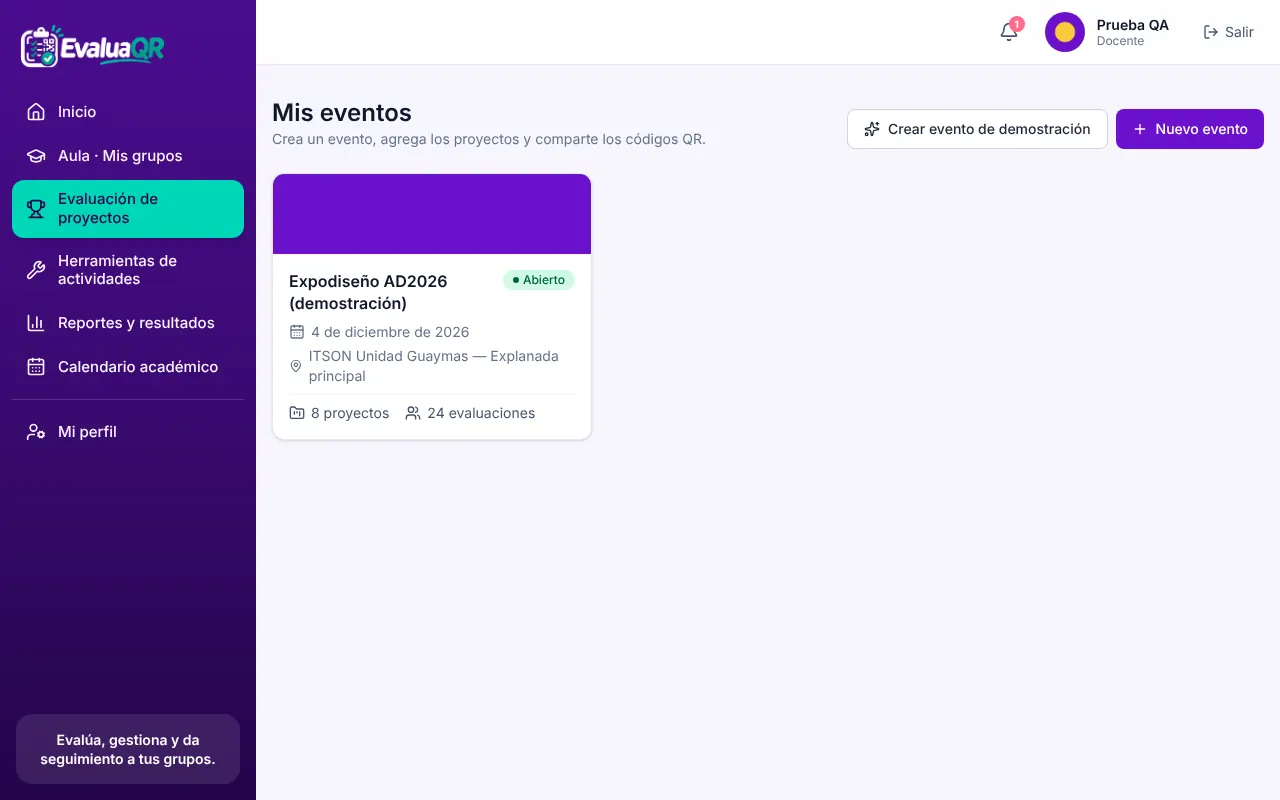 EvaluaQR
Inicio
Aula · Mis grupos
Evaluación de
proyectos
Herramientas de
actividades
Reportes y resultados
Calendario académico
Mi perfil
Evalúa, gestiona y da
seguimiento a tus grupos.
1
Prueba QA
Docente
Salir
Mis eventos
Crea un evento, agrega los proyectos y comparte los códigos QR.
Crear evento de demostración
Nuevo evento
Expodiseño AD2026
(demostración)
Abierto
4 de diciembre de 2026
ITSON Unidad Guaymas — Explanada
principal
8 proyectos
24 evaluaciones